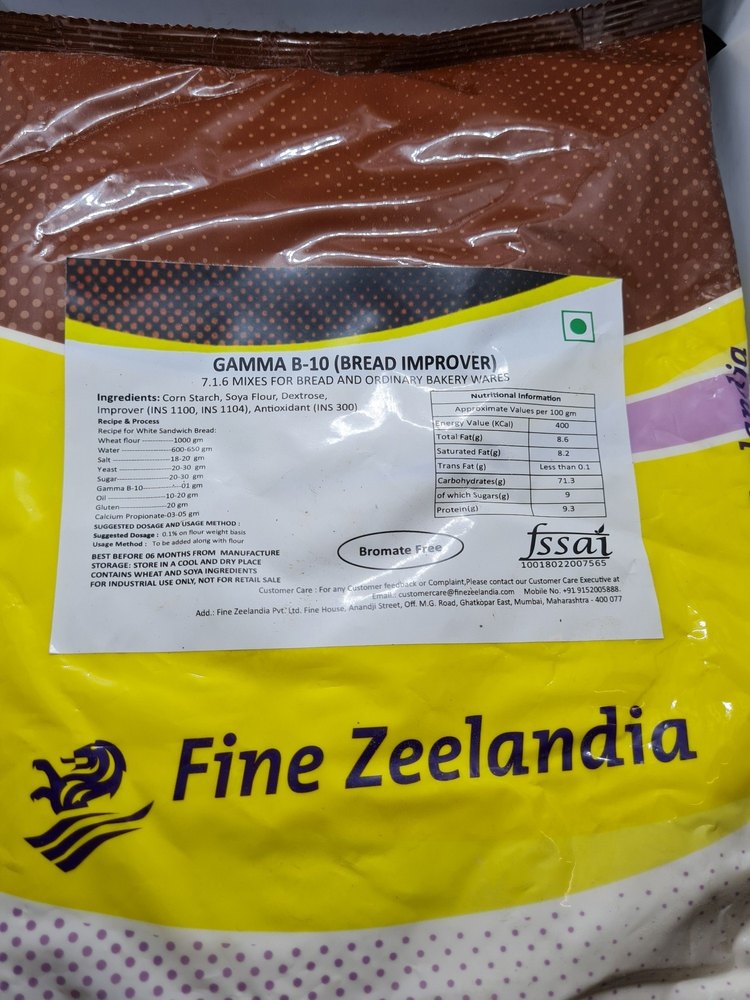 GAMMA B-10 (BREAD IMPROVER)
7.1.6 MIXES FOR BREAD AND ORDINARY BAKERY WARES
Ingredients: Corn Starch, Soya Flour, Dextrose,
Improver (INS 1100, INS 1104), Antioxidant (INS 300)
Recipe & Process
Recipe for White Sandwich Bread:
Wheat flour ------------1000 gm
Water --------------------600-650 gm
Salt ----------------------18-20 gm
Yeast --------------------20-30 gm
Sugar--------------------20-30 gm
Gamma B-10----------01 gm
Oil ----------------------10-20 gm
Gluten------------------20 gm
Calcium Propionate-03-05 gm
SUGGESTED DOSAGE AND USAGE METHOD :
Suggested Dosage : 0.1% on flour weight basis
Usage Method : To be added along with flour
BEST BEFORE 06 MONTHS FROM MANUFACTURE
STORAGE: STORE IN A COOL AND DRY PLACE
CONTAINS WHEAT AND SOYA INGREDIENTS
FOR INDUSTRIAL USE ONLY, NOT FOR RETAIL SALE
Nutritional Information
Approximate Values per 100 gm
Energy Value (KCal) 400
Total Fat(g) 8.6
Saturated Fat(g) 8.2
Trans Fat (g) Less than 0.1
Carbohydrates(g) 71.3
of which Sugars(g) 9
Protein(g) 9.3
Bromate Free
fssai
10018022007565
Customer Care : For any Customer feedback or Complaint,Please contact our Customer Care Executive at
Email.: customercare@finezeelandia.com Mobile No. +91.9152005888.
Add.: Fine Zeelandia Pvt. Ltd. Fine House, Anandji Street, Off. M.G. Road, Ghatkopar East, Mumbai, Maharashtra - 400 077
Fine Zeelandia